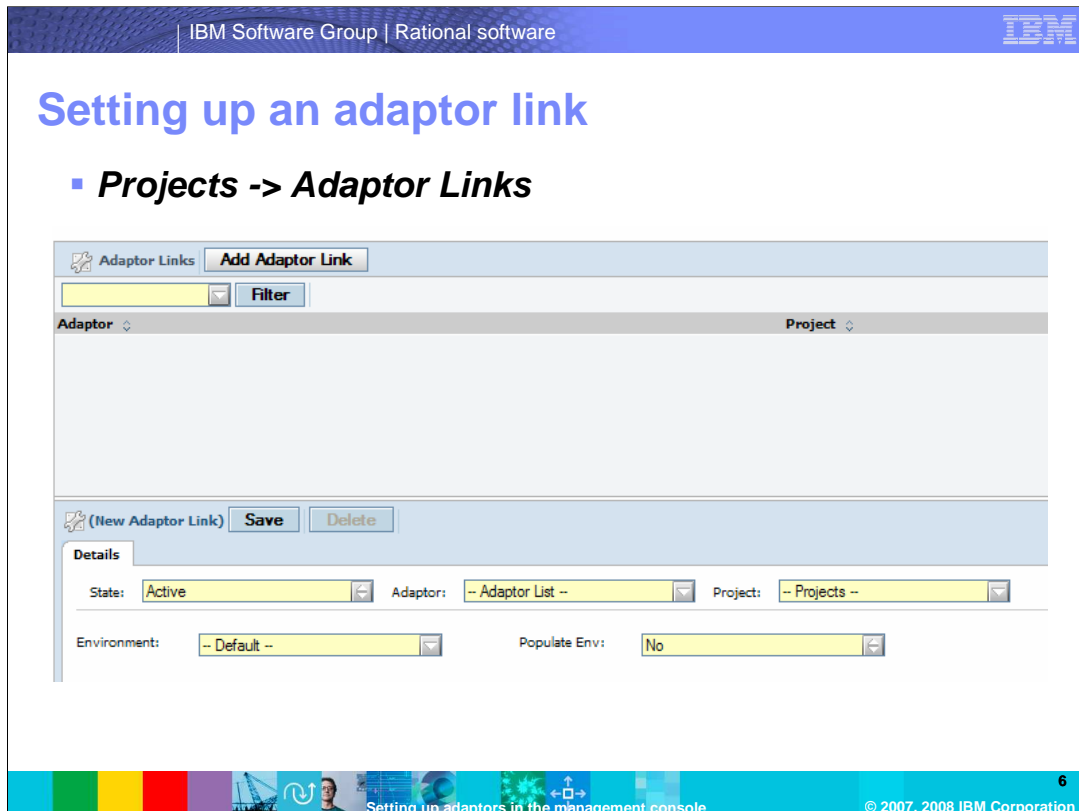 IBM Software Group | Rational software
IBM
Setting up an adaptor link
Projects -> Adaptor Links
Adaptor Links Add Adaptor Link
Filter
Adaptor Project
(New Adaptor Link) Save Delete
Details
State: Active Adaptor: -- Adaptor List -- Project: -- Projects --
Environment: -- Default -- Populate Env: No
6
Setting up adaptors in the management console © 2007, 2008 IBM Corporation